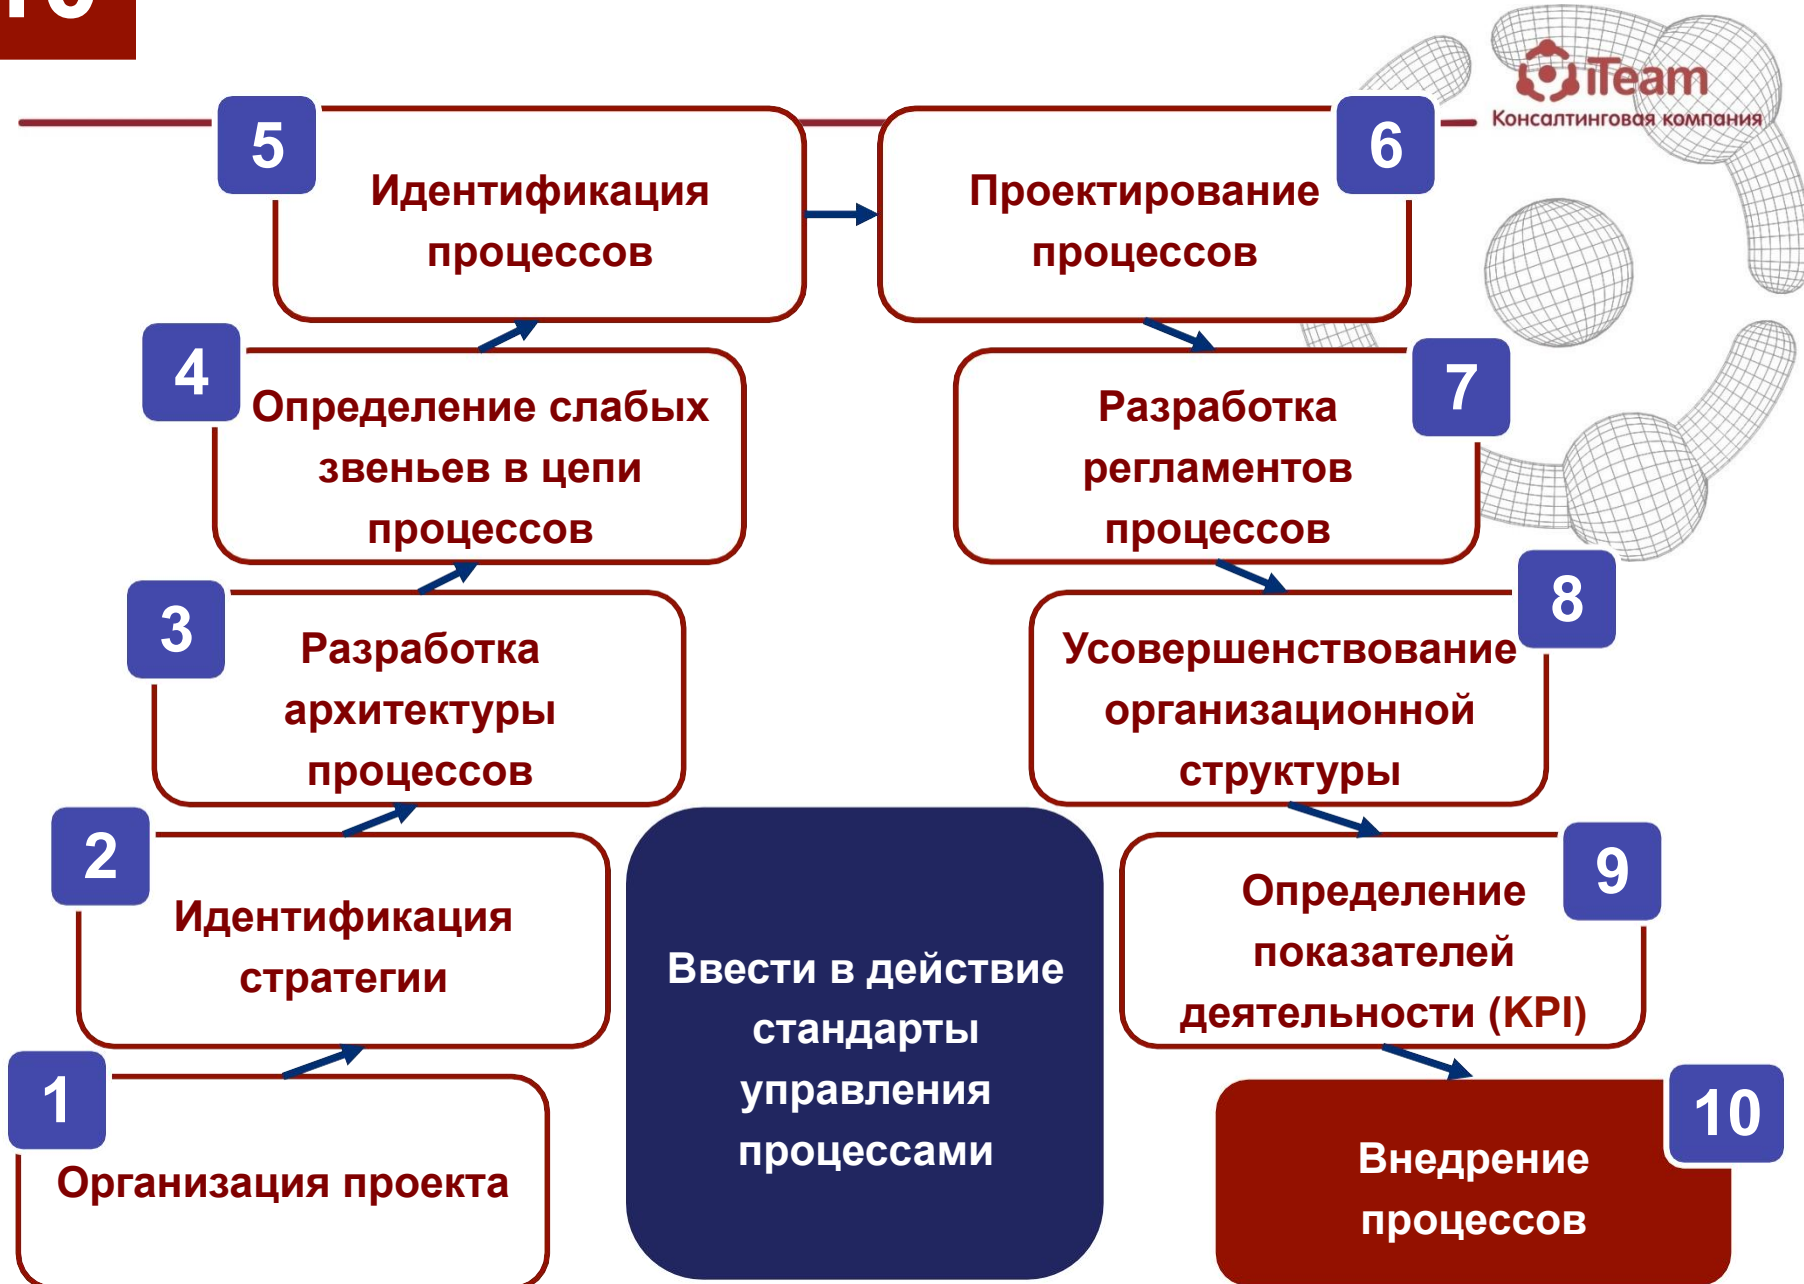 iTeam
Консалтинговая компания
5
Идентификация
процессов
6
Проектирование
процессов
4
Определение слабых
звеньев в цепи
процессов
7
Разработка
регламентов
процессов
3
Разработка
архитектуры
процессов
8
Усовершенствование
организационной
структуры
2
Идентификация
стратегии
Ввести в действие
стандарты
управления
процессами
9
Определение
показателей
деятельности (KPI)
1
Организация проекта
10
Внедрение
процессов